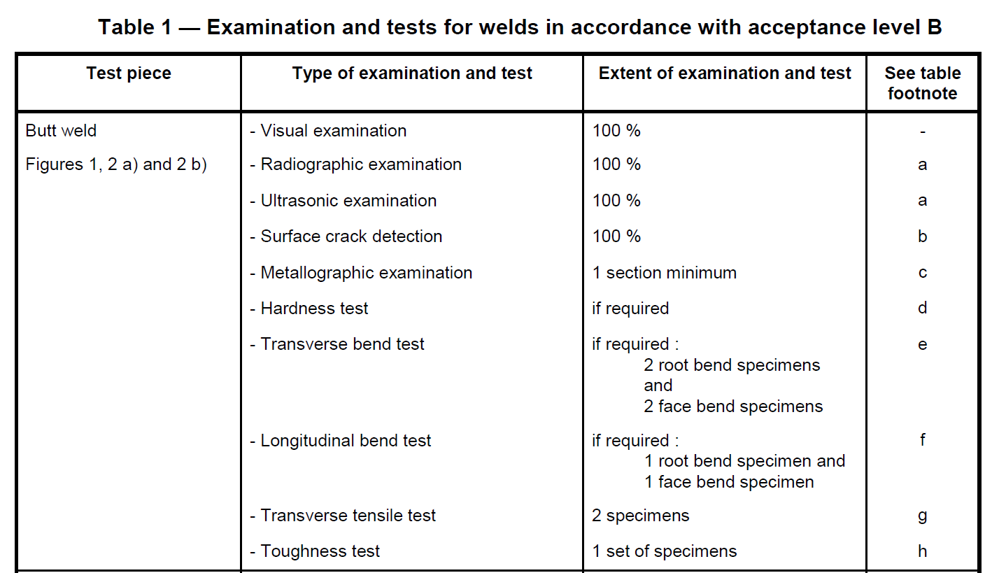 Table 1 — Examination and tests for welds in accordance with acceptance level B
Test piece Type of examination and test Extent of examination and test See table
footnote
Butt weld - Visual examination 100 % -
Figures 1, 2 a) and 2 b) - Radiographic examination 100 % a
- Ultrasonic examination 100 % a
- Surface crack detection 100 % b
- Metallographic examination 1 section minimum c
- Hardness test if required d
- Transverse bend test if required : e
2 root bend specimens
and
2 face bend specimens
- Longitudinal bend test if required : f
1 root bend specimen and
1 face bend specimen
- Transverse tensile test 2 specimens g
- Toughness test 1 set of specimens h